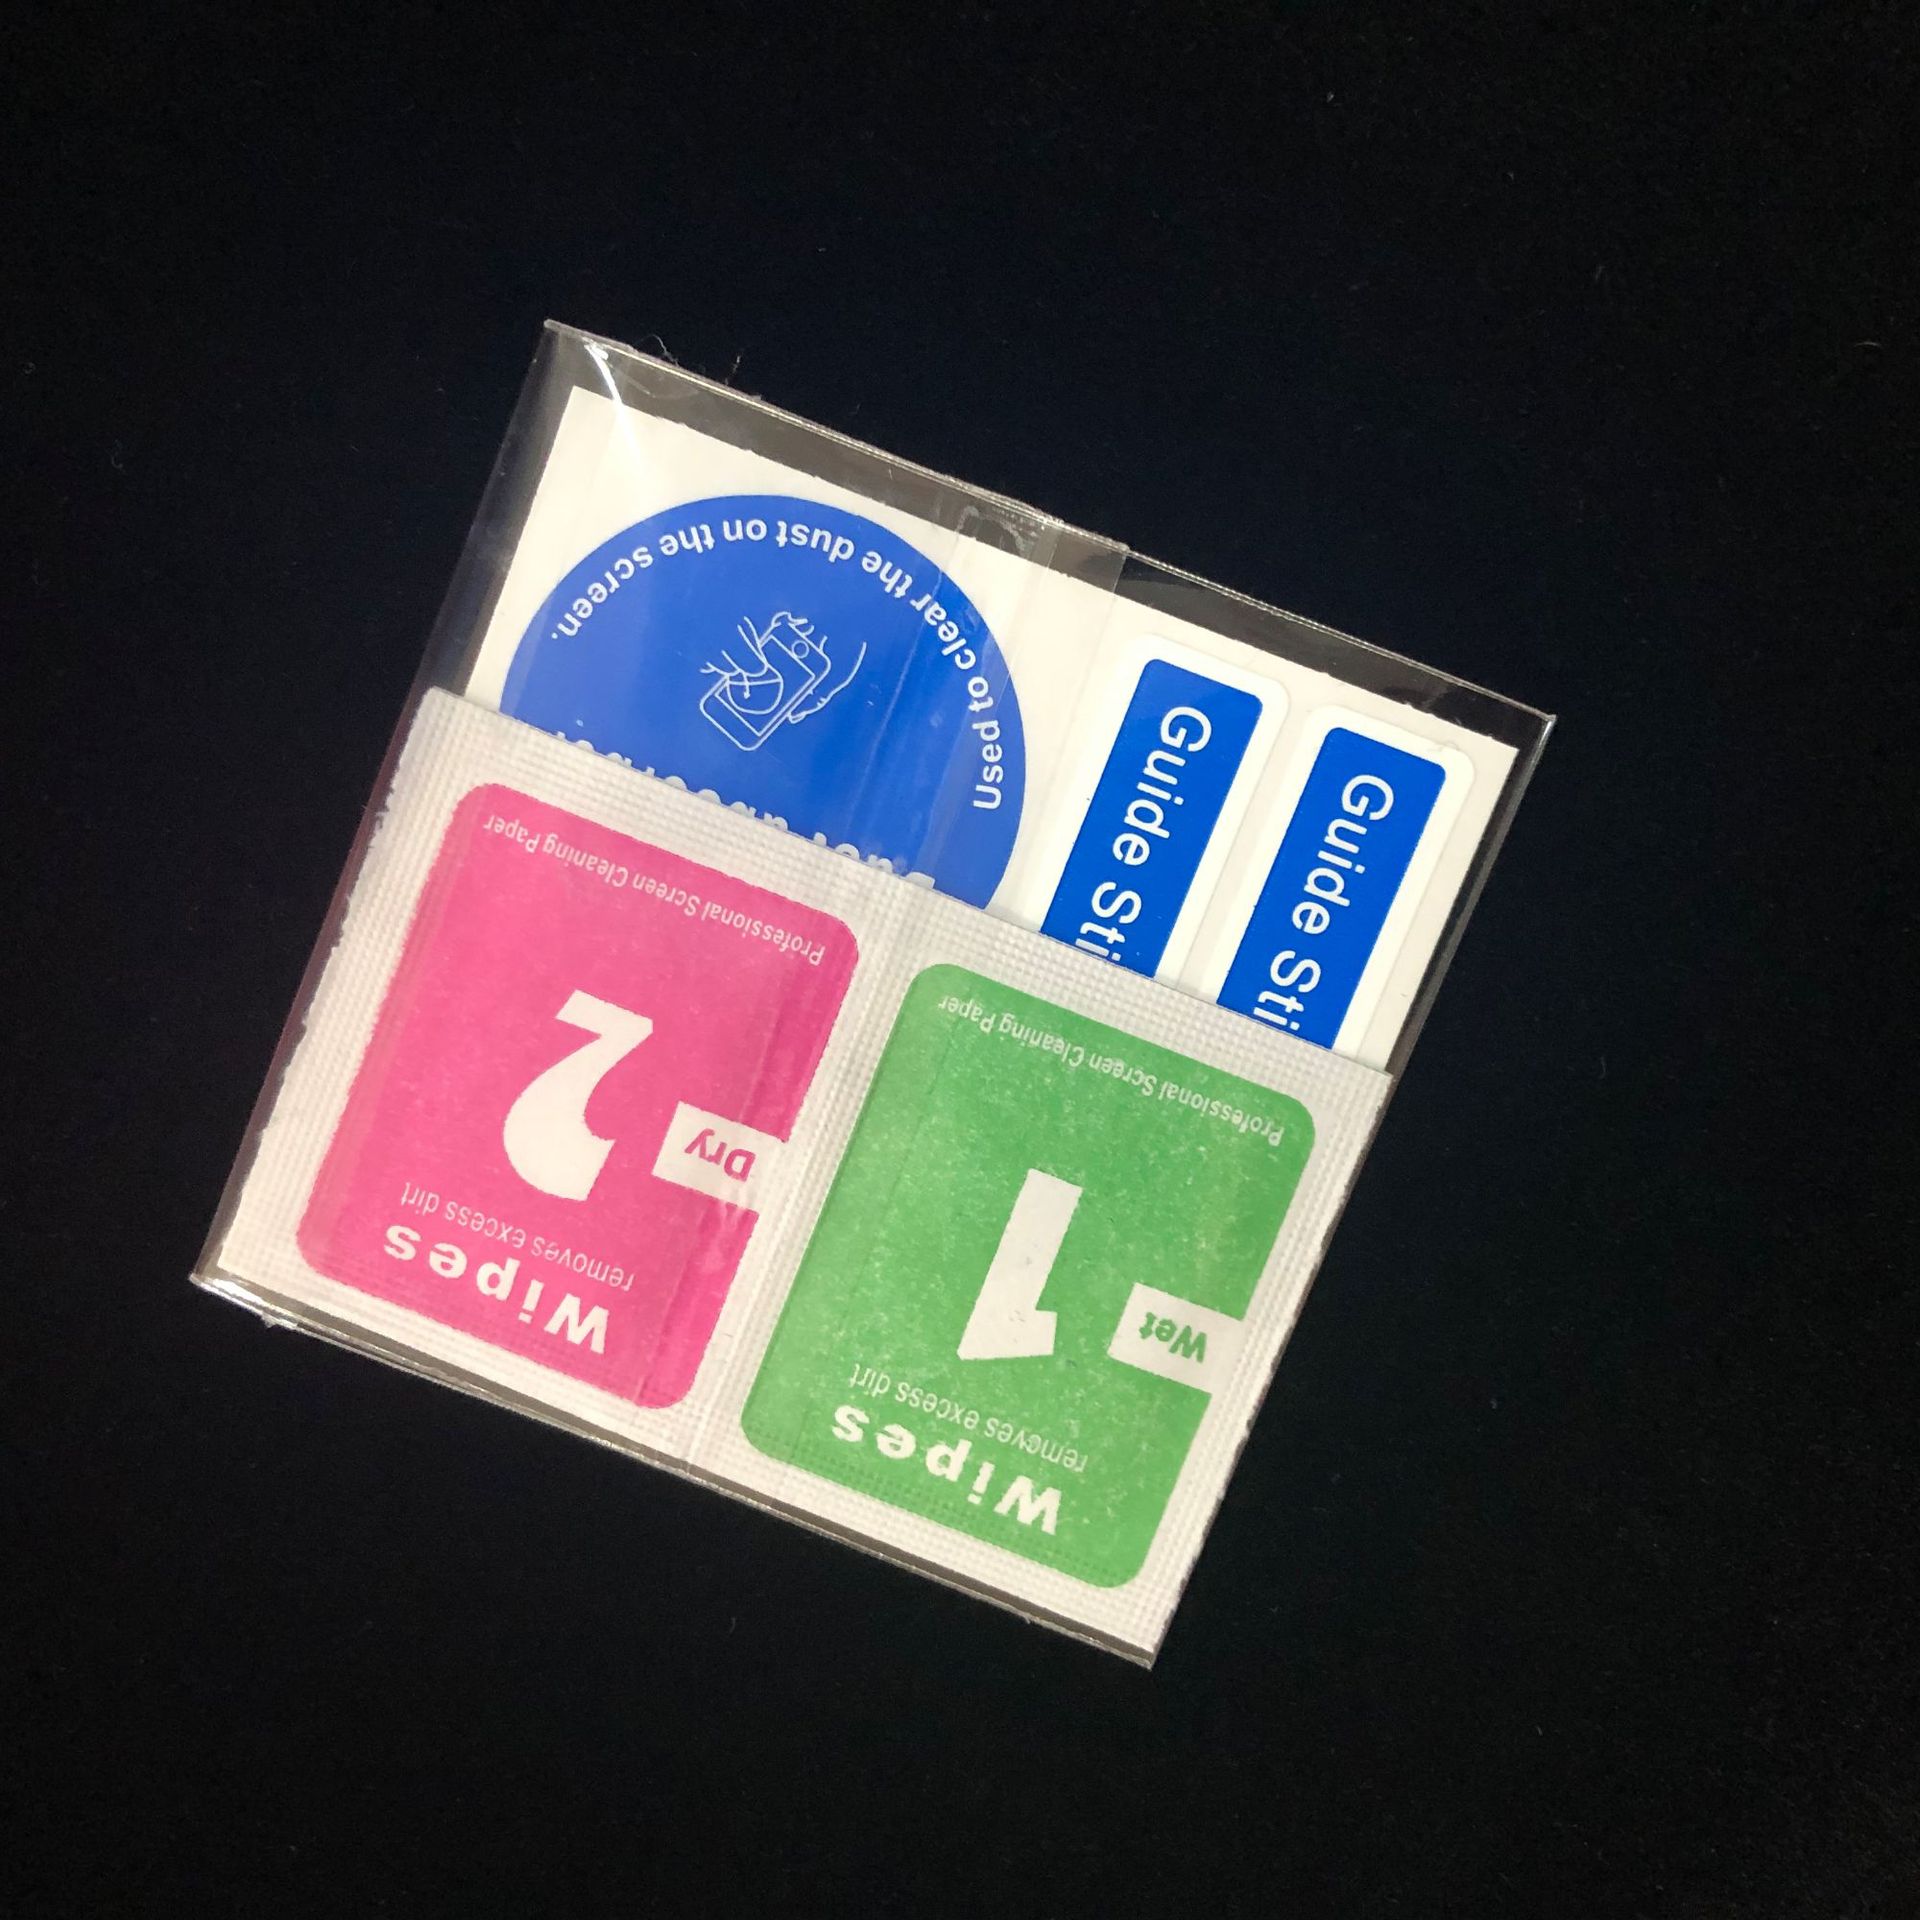 Wipes
removes excess dirt
1
Wet
Professional Screen Cleaning Paper
Wipes
removes excess dirt
2
Dry
Professional Screen Cleaning Paper
Used to clear the dust on the screen.
Guide Sti
Guide Sti